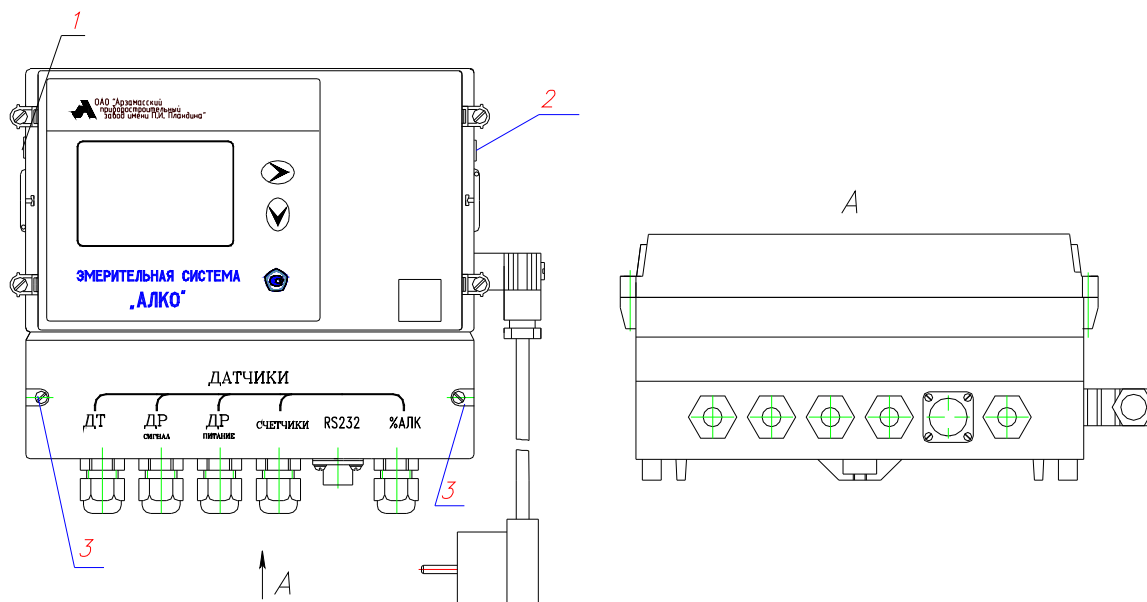 1
ОАО "Арзамасский
приборостроительный
завод имени П.И. Пландина"
2
А
ЭМЕРИТЕЛЬНАЯ СИСТЕМА
„АЛКО"
ДАТЧИКИ
ДТ ДР ДР СЧЕТЧИКИ RS232 %АЛК
СИГНАЛ ПИТАНИЕ
3 3
А